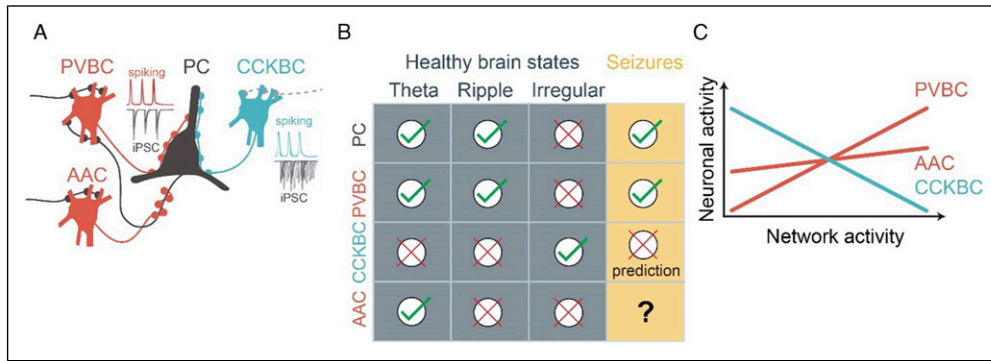 A
PVBC
PC
CCKBC
spiking
iPSC
spiking
iPSC
AAC
B
Healthy brain states
Seizures
Theta
Ripple
Irregular
PC
PVBC
CCKBC
prediction
AAC
?
C
Neuronal activity
PVBC
AAC
CCKBC
Network activity